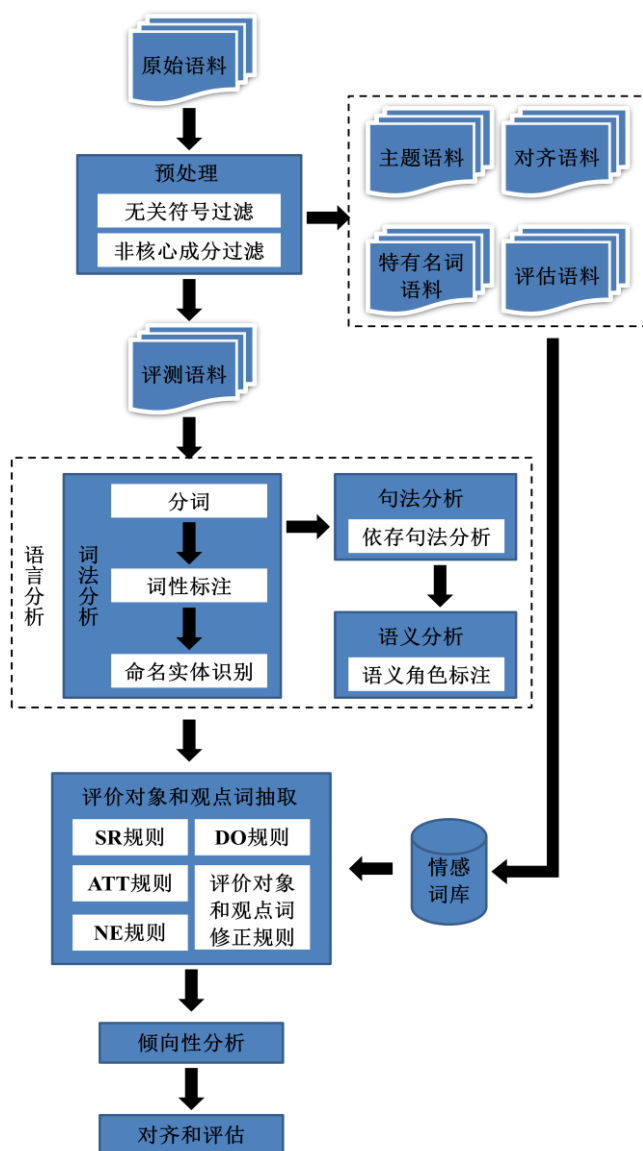 原始语料
预处理
无关符号过滤
非核心成分过滤
主题语料
对齐语料
特有名词
语料
评估语料
评测语料
语言分析
词法分析
分词
词性标注
命名实体识别
句法分析
依存句法分析
语义分析
语义角色标注
评价对象和观点词抽取
SR规则
DO规则
ATT规则
NE规则
评价对象
和观点词
修正规则
情感
词库
倾向性分析
对齐和评估